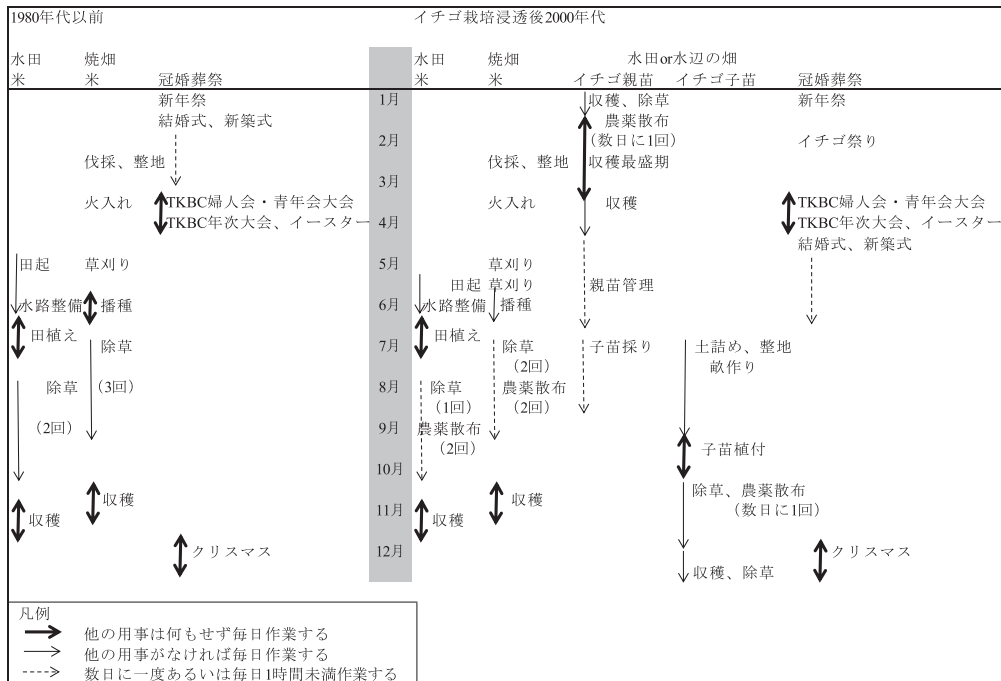 1980年代以前 イチゴ栽培浸透後2000年代
水田 焼畑 水田 焼畑 水田or水辺の畑
米 米 冠婚葬祭 米 米 イチゴ親苗 イチゴ子苗 冠婚葬祭
新年祭 1月 収穫、除草 新年祭
結婚式、新築式 農薬散布
2月 (数日に1回) イチゴ祭り
伐採、整地 伐採、整地 収穫最盛期
3月
火入れ TKBC婦人会・青年会大会 火入れ 収穫 TKBC婦人会・青年会大会
TKBC年次大会、イースター 4月 TKBC年次大会、イースター
結婚式、新築式
田起 草刈り 5月 草刈り
田起 草刈り 親苗管理
水路整備 播種 6月 水路整備 播種
田植え 田植え
除草 7月 除草 子苗採り 土詰め、整地
(2回) 畝作り
除草 (3回) 8月 除草 農薬散布
(1回) (2回)
(2回) 9月 農薬散布
(2回) 子苗植付
10月
収穫 収穫 除草、農薬散布
収穫 11月 収穫 (数日に1回)
クリスマス 12月 クリスマス
収穫、除草
凡例
他の用事は何もせず毎日作業する
他の用事がなければ毎日作業する
数日に一度あるいは毎日1時間未満作業する